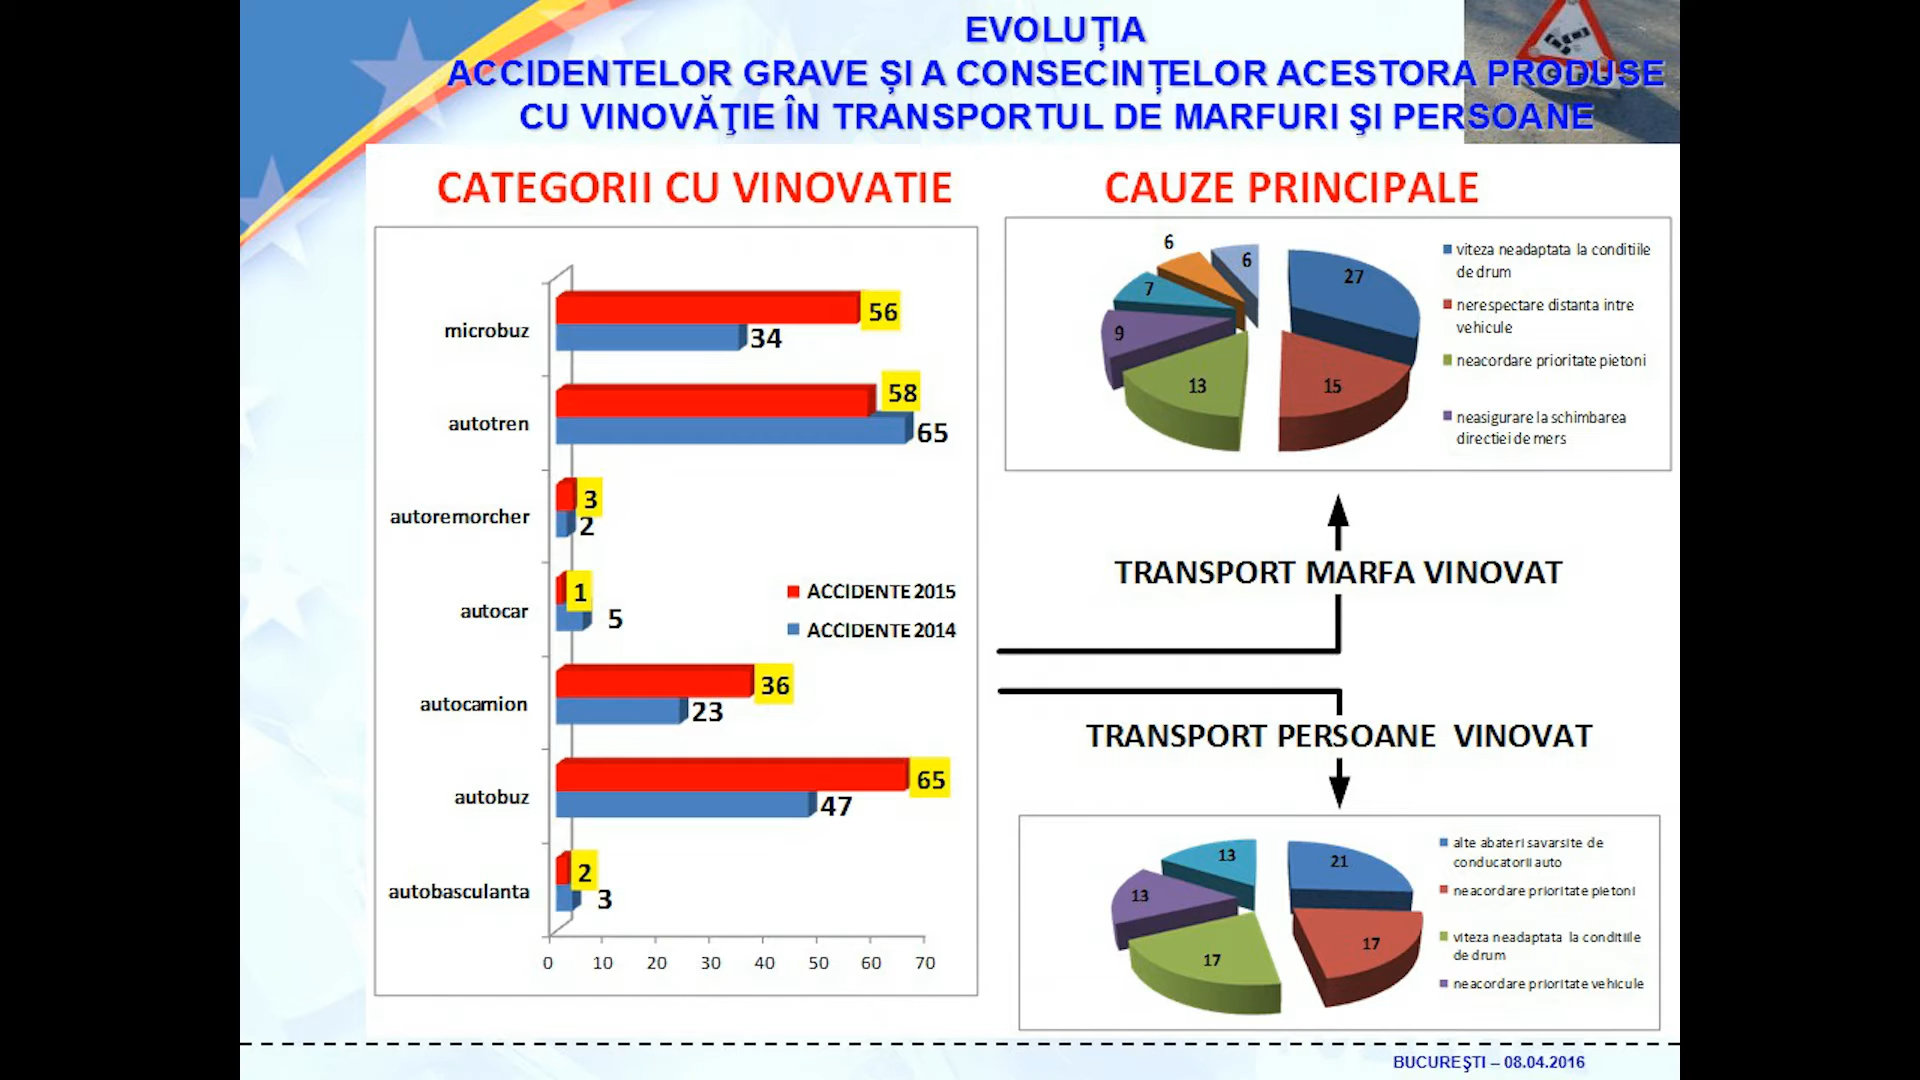 EVOLUȚIA
ACCIDENTELOR GRAVE ȘI A CONSECINȚELOR ACESTORA PRODUSE
CU VINOVĂŢIE ÎN TRANSPORTUL DE MARFURI ŞI PERSOANE
CATEGORII CU VINOVATIE
microbuz
56
34
autotren
58
65
autoremorcher
3
2
autocar
1
5
ACCIDENTE 2015
ACCIDENTE 2014
autocamion
36
23
autobuz
65
47
autobasculanta
2
3
0 10 20 30 40 50 60 70
CAUZE PRINCIPALE
6
6
27
7
9
13
15
viteza neadaptata la conditiile
de drum
nerespectare distanta intre
vehicule
neacordare prioritate pietoni
neasigurare la schimbarea
directiei de mers
TRANSPORT MARFA VINOVAT
TRANSPORT PERSOANE VINOVAT
13
21
13
17
17
alte abateri savarsite de
conducatorii auto
neacordare prioritate pietoni
viteza neadaptata la conditiile
de drum
neacordare prioritate vehicule
BUCUREŞTI – 08.04.2016